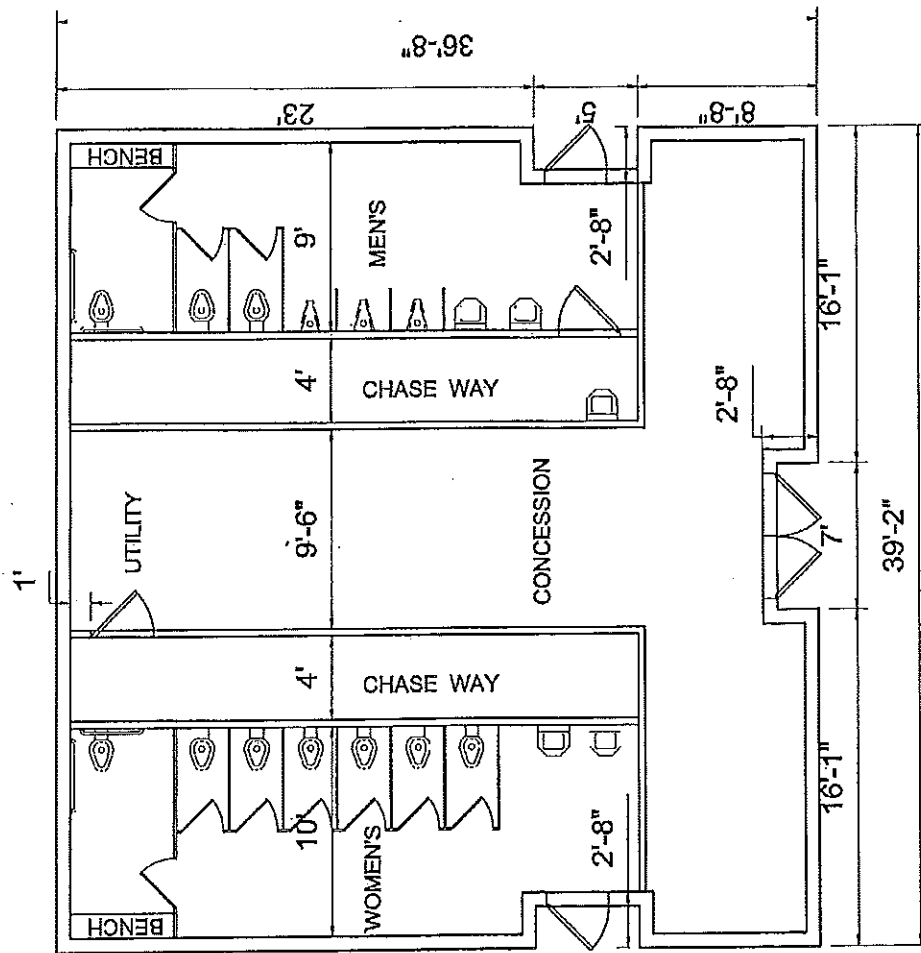 36'-8"
23'
5'
8'-8"
BENCH
9'
MEN'S
2'-8"
16'-1"
4'
CHASE WAY
2'-8"
1'
UTILITY
9'-6"
CONCESSION
7'
39'-2"
4'
CHASE WAY
10'
WOMEN'S
2'-8"
16'-1"
BENCH